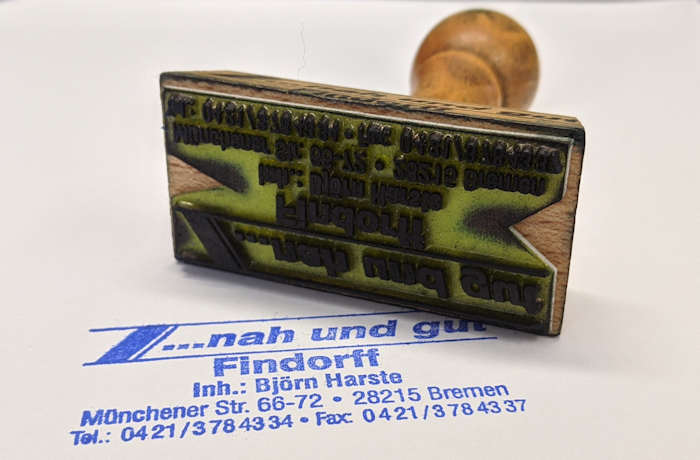 ...nah und gut
Findorff
Inh.: Björn Harste
Münchener Str. 66-72 • 28215 Bremen
Tel.: 0421/3784334 • Fax: 0421/3784337